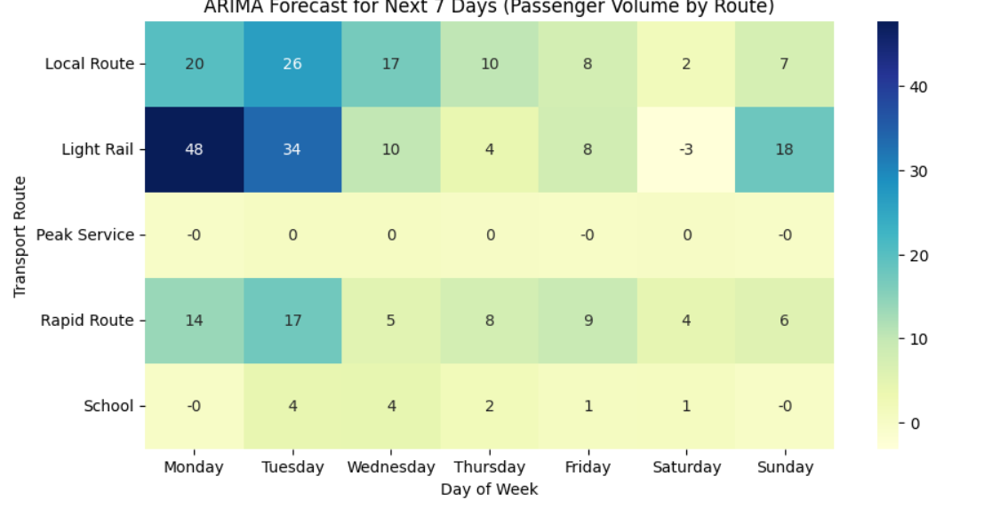 ARIMA Forecast for Next 7 Days (Passenger Volume by Route)
Local Route 20 26 17 10 8 2 7
40
Light Rail 48 34 10 4 8 -3 18
30
Transport Route
Peak Service -0 0 0 0 -0 0 -0
20
Rapid Route 14 17 5 8 9 4 6
10
School -0 4 4 2 1 1 -0
0
Monday Tuesday Wednesday Thursday Friday Saturday Sunday
Day of Week